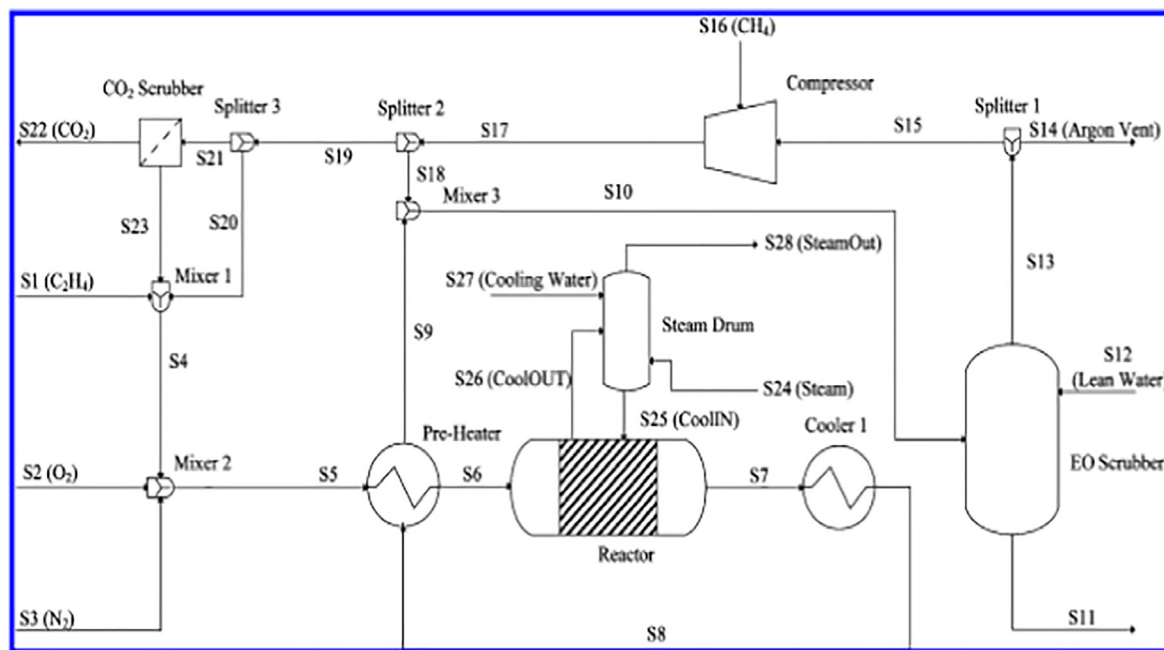 S16 (CH₄)
CO₂ Scrubber
Splitter 3
Splitter 2
Compressor
Splitter 1
S22 (CO₂)
S21
S19
S17
S15
S14 (Argon Vent)
S18
S10
Mixer 3
S23
S20
S28 (SteamOut)
S13
S1 (C₂H₄)
Mixer 1
S27 (Cooling Water)
S9
Steam Drum
S4
S26 (CoolOUT)
S24 (Steam)
S12
(Lean Water)
S25 (CoolIN)
Pre-Heater
Cooler 1
S2 (O₂)
Mixer 2
S5
S6
S7
EO Scrubber
Reactor
S3 (N₂)
S8
S11